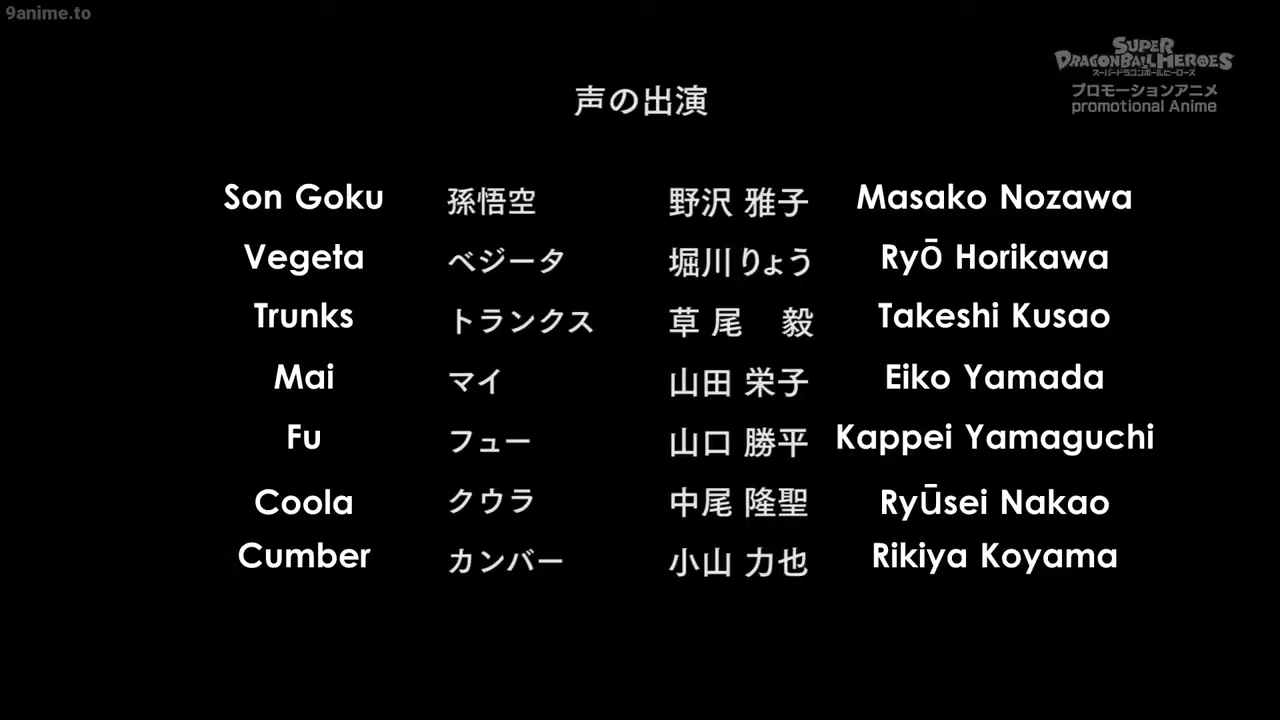 9anime.to
SUPER
DRAGONBALL HEROES
スーパードラゴンボールヒーローズ
プロモーションアニメ
promotional Anime
声の出演
Son Goku 孫悟空 野沢 雅子 Masako Nozawa
Vegeta ベジータ 堀川りょう Ryō Horikawa
Trunks トランクス 草尾 毅 Takeshi Kusao
Mai マイ 山田 栄子 Eiko Yamada
Fu フュー 山口 勝平 Kappei Yamaguchi
Coola クウラ 中尾 隆聖 Ryūsei Nakao
Cumber カンバー 小山 力也 Rikiya Koyama